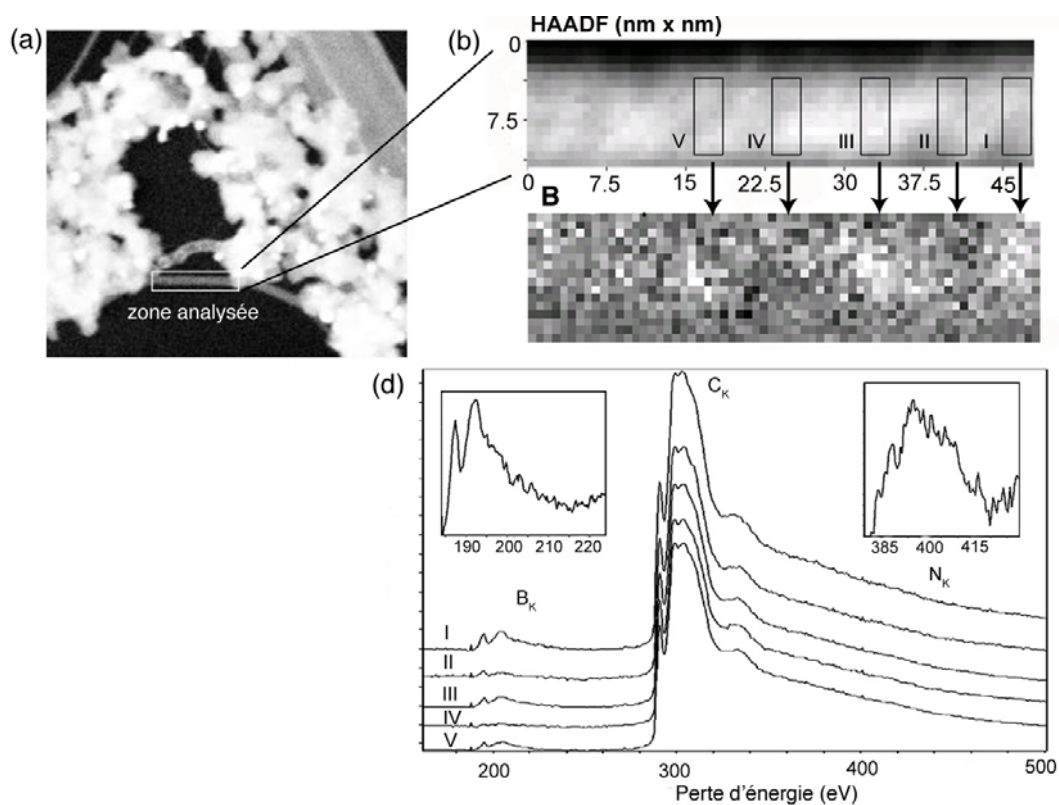 (a)
zone analysée
(b)
HAADF (nm x nm)
0
7.5
V IV III II I
0 7.5 15 22.5 30 37.5 45
B
(d)
C_K
190 200 210 220
B_K
385 400 415
N_K
I
II
III
IV
V
200 300 400 500
Perte d'énergie (eV)